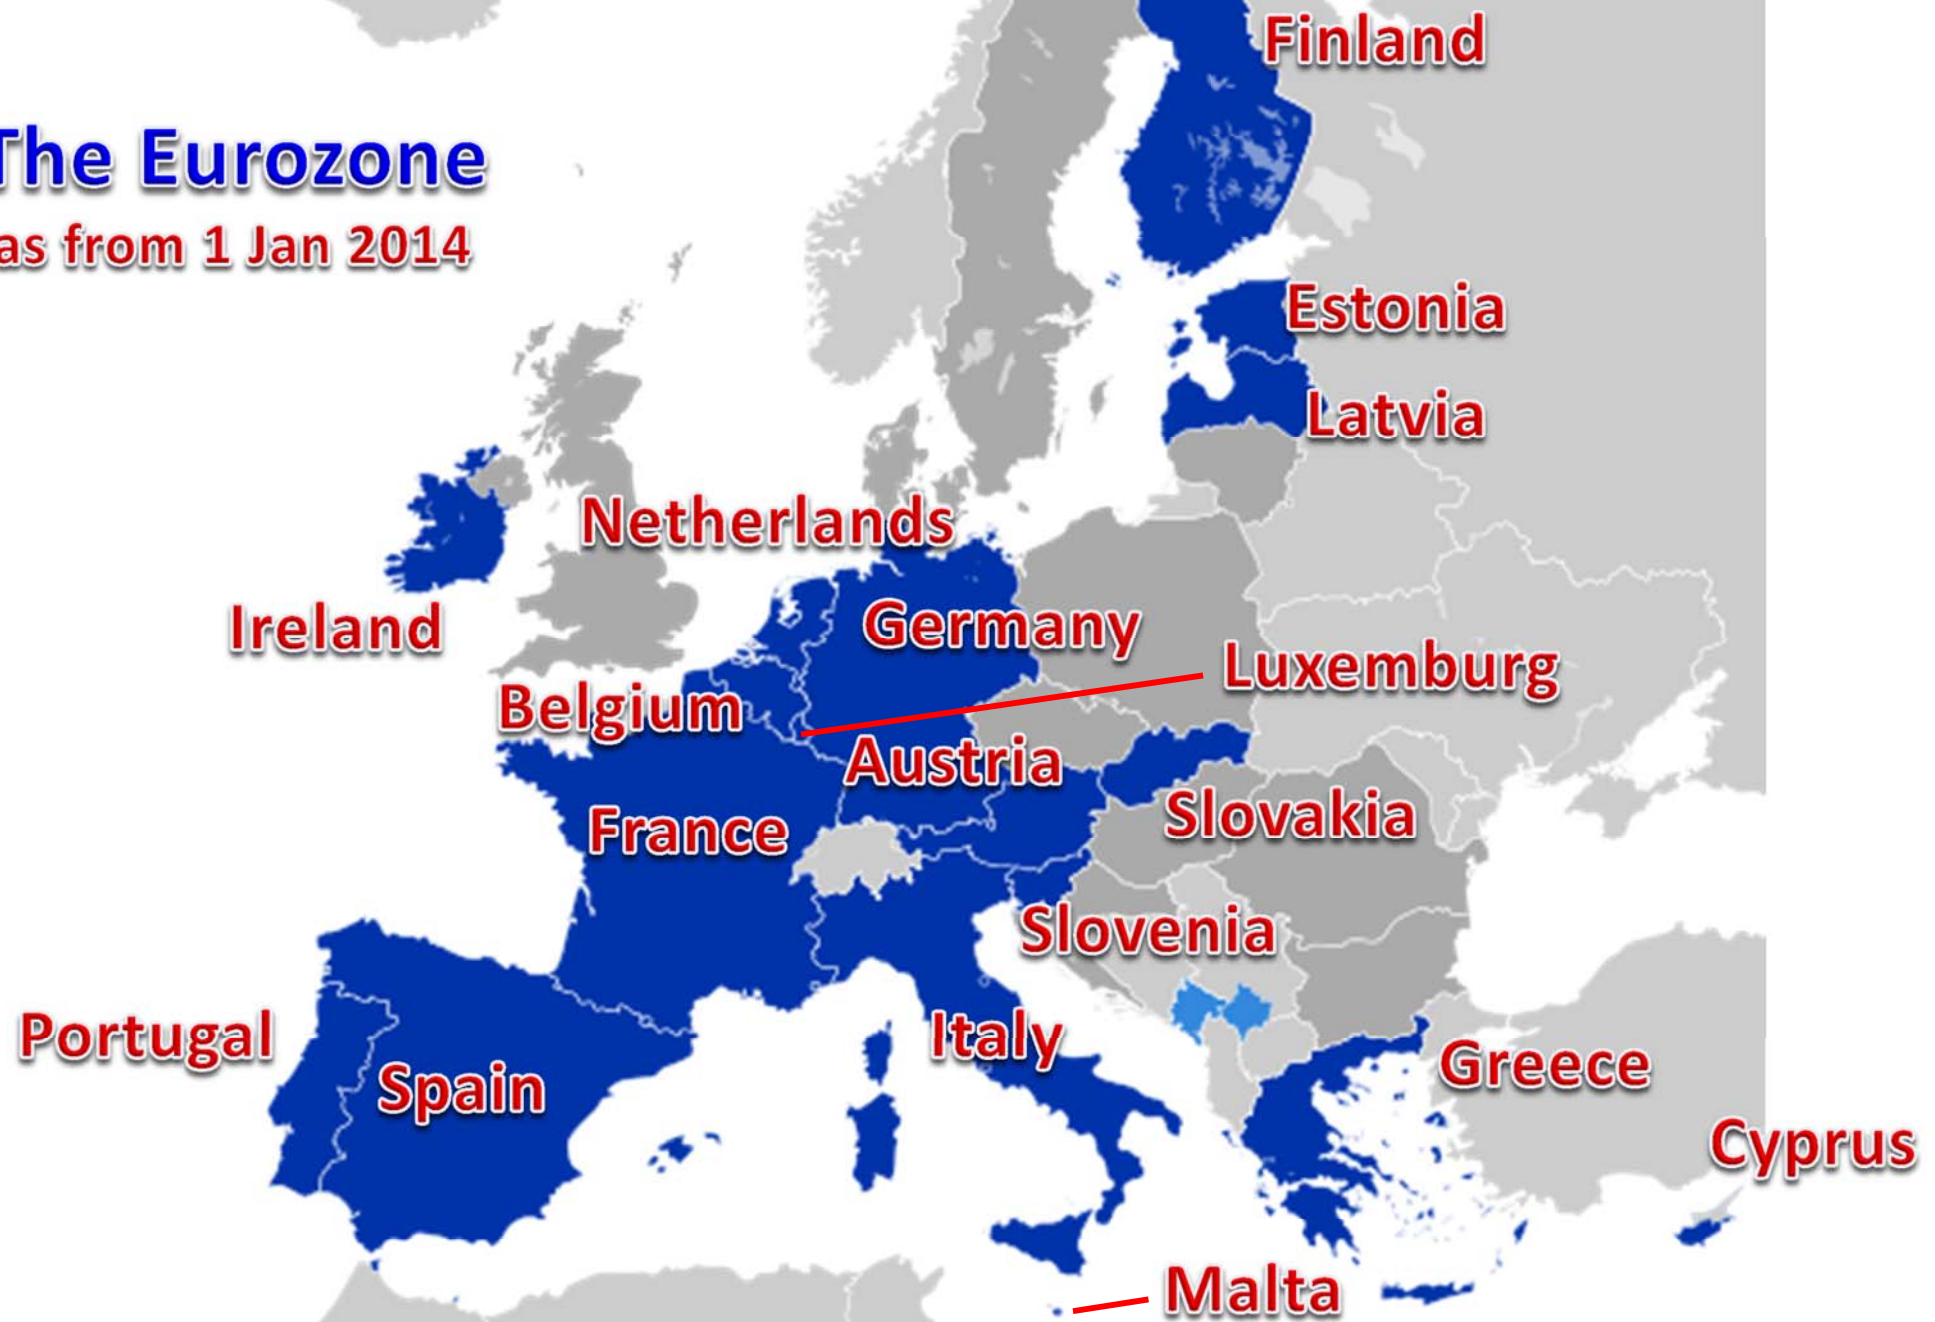 Finland
The Eurozone
as from 1 Jan 2014
Estonia
Latvia
Netherlands
Ireland
Germany
Luxemburg
Belgium
Austria
Slovakia
France
Slovenia
Portugal
Italy
Spain
Greece
Cyprus
Malta